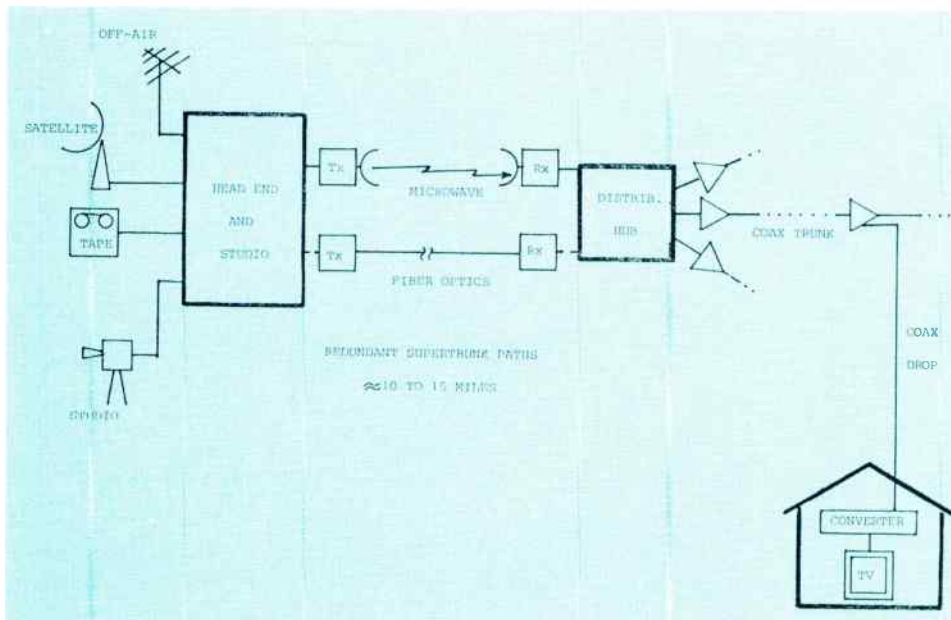 OFF-AIR
SATELLITE
TAPE
STUDIO
HEAD END
AND
STUDIO
Tx
MICROWAVE
Rx
Tx
FIBER OPTICS
Rx
DISTRIB.
HUB
COAX TRUNK
REDUNDANT SUPERTRUNK PATHS
≈10 TO 15 MILES
COAX
DROP
CONVERTER
TV